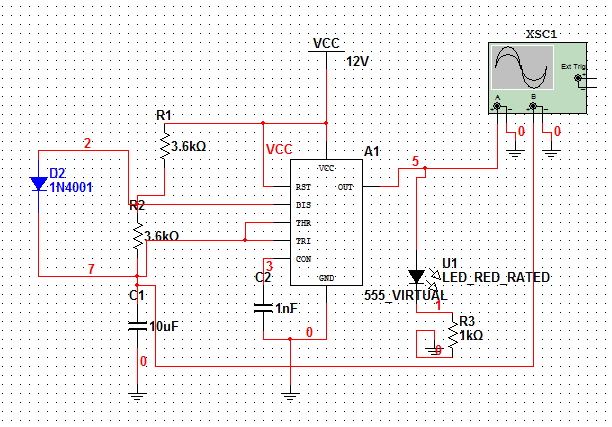 XSC1
VCC
12V
Ext Trig
+
-
A
B
+
-
+
-
R1
3.6kΩ
2
VCC
A1
5
0
0
VCC
D2
1N4001
RST
OUT
DIS
R2
THR
3.6kΩ
TRI
CON
7
3
GND
U1
LED_RED_RATED
C2
C1
555_VIRTUAL
1
1nF
10uF
0
R3
1kΩ
0
0